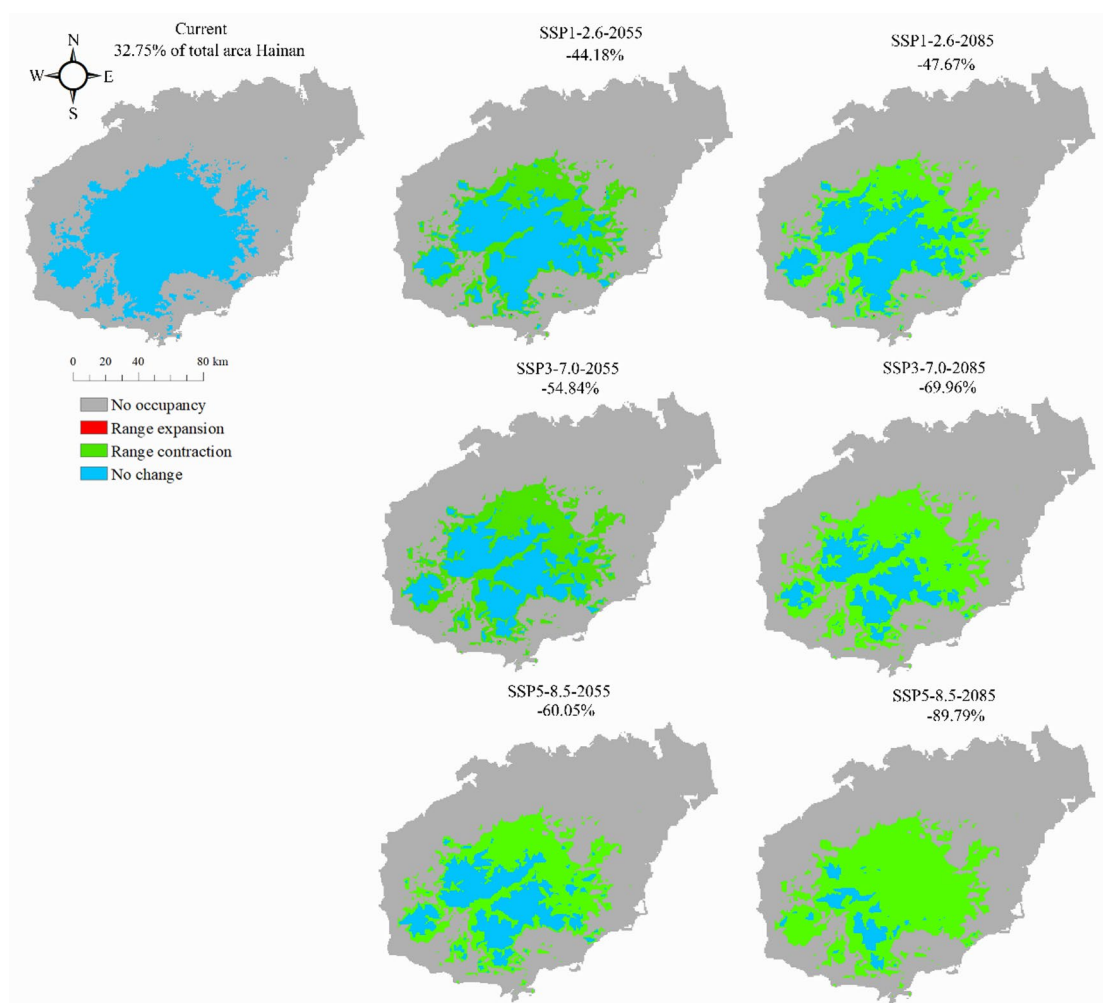 Current
32.75% of total area Hainan
N
W
E
S
SSP1-2.6-2055
-44.18%
SSP1-2.6-2085
-47.67%
0 20 40 80 km
No occupancy
Range expansion
Range contraction
No change
SSP3-7.0-2055
-54.84%
SSP3-7.0-2085
-69.96%
SSP5-8.5-2055
-60.05%
SSP5-8.5-2085
-89.79%